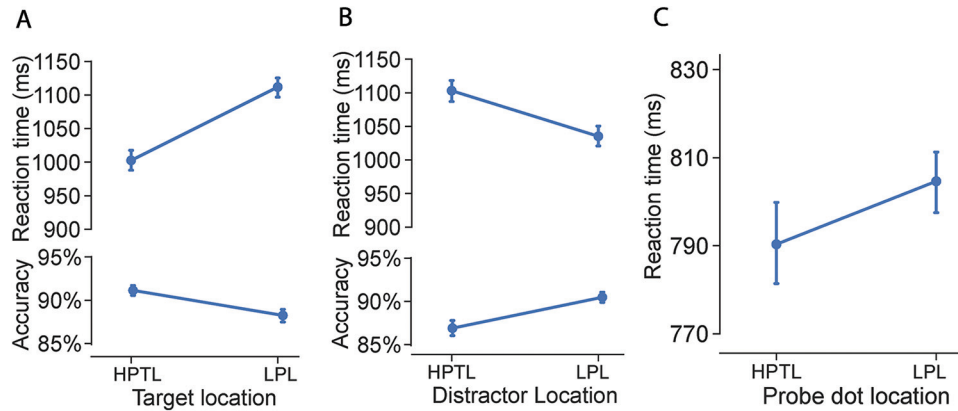 A
Reaction time (ms)
1150
1100
1050
1000
950
900
Accuracy
95%
90%
85%
HPTL LPL
Target location
B
Reaction time (ms)
1150
1100
1050
1000
950
900
Accuracy
95%
90%
85%
HPTL LPL
Distractor Location
C
Reaction time (ms)
830
810
790
770
HPTL LPL
Probe dot location